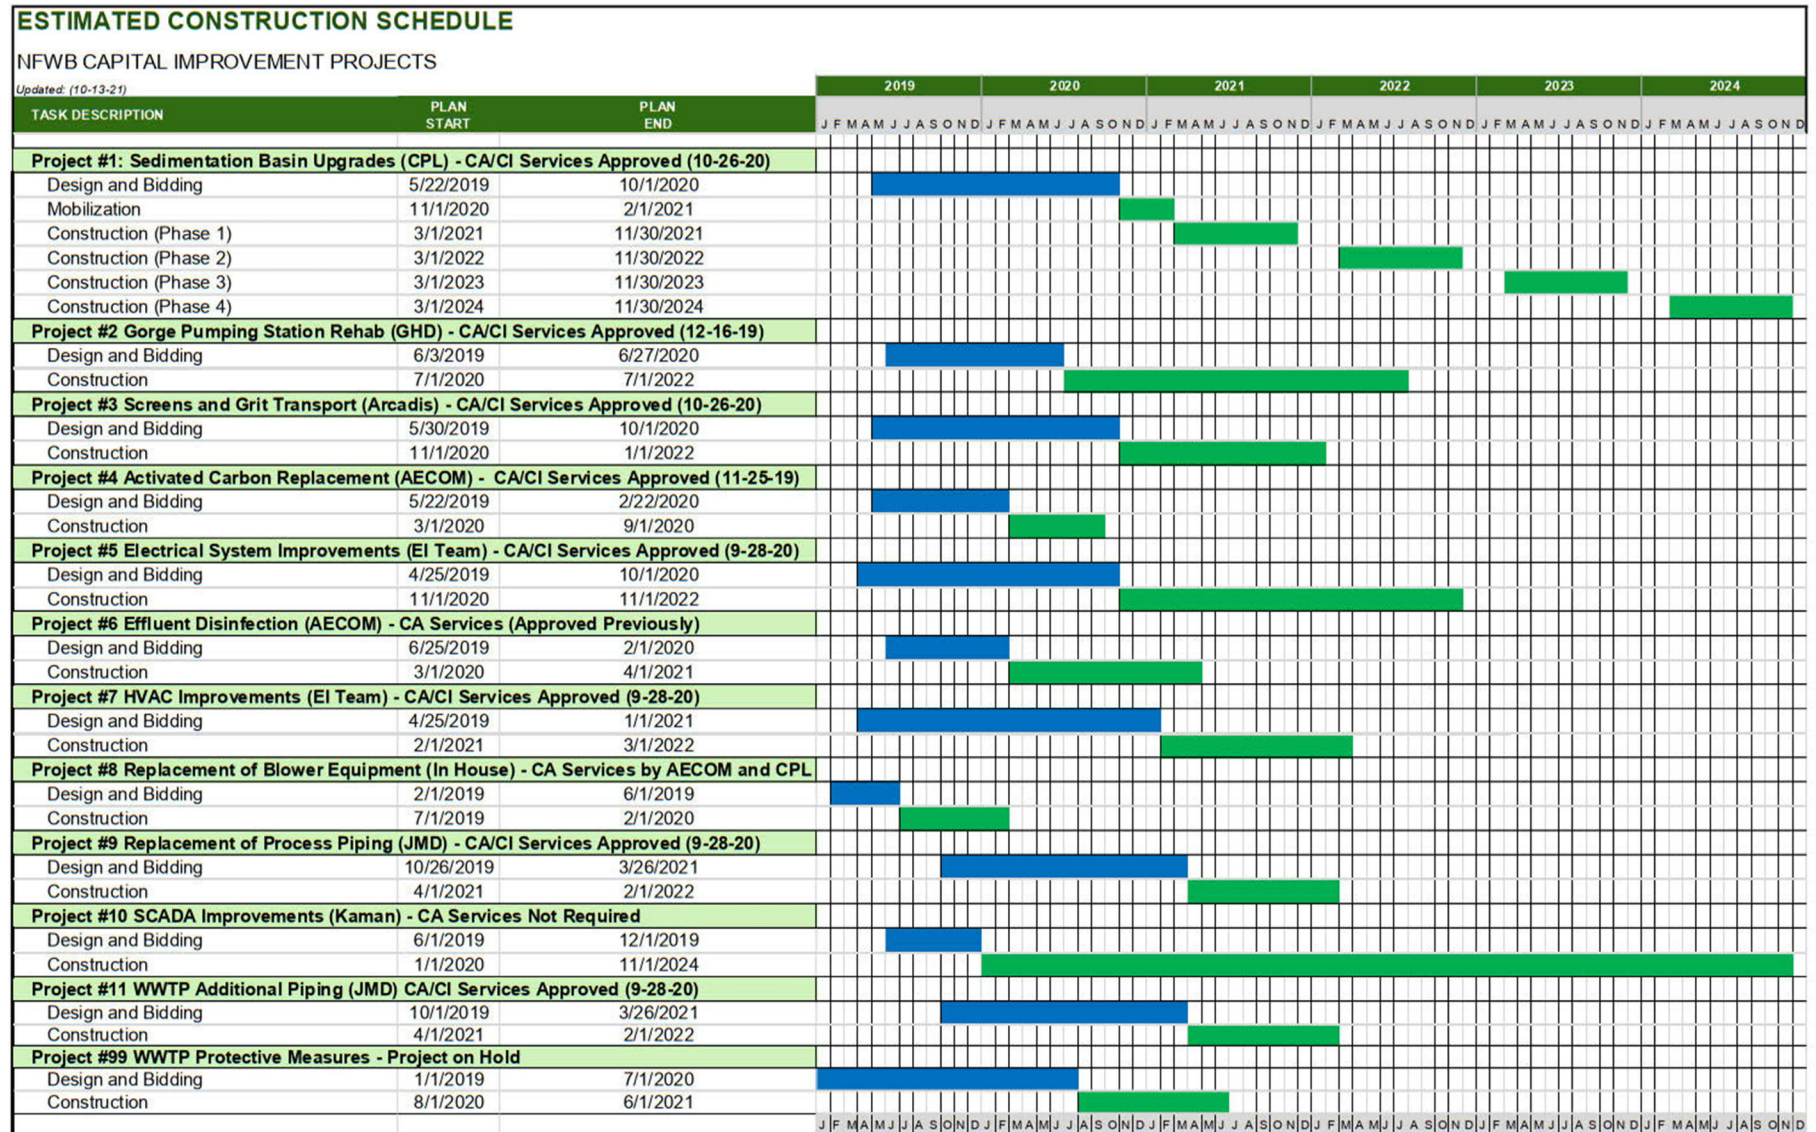 ESTIMATED CONSTRUCTION SCHEDULE
NFWB CAPITAL IMPROVEMENT PROJECTS
Updated: (10-13-21)
2019 2020 2021 2022 2023 2024
TASK DESCRIPTION PLAN START PLAN END
J F M A M J J A S O N D J F M A M J J A S O N D J F M A M J J A S O N D J F M A M J J A S O N D J F M A M J J A S O N D J F M A M J J A S O N D
Project #1: Sedimentation Basin Upgrades (CPL) - CA/CI Services Approved (10-26-20)
Design and Bidding 5/22/2019 10/1/2020
Mobilization 11/1/2020 2/1/2021
Construction (Phase 1) 3/1/2021 11/30/2021
Construction (Phase 2) 3/1/2022 11/30/2022
Construction (Phase 3) 3/1/2023 11/30/2023
Construction (Phase 4) 3/1/2024 11/30/2024
Project #2 Gorge Pumping Station Rehab (GHD) - CA/CI Services Approved (12-16-19)
Design and Bidding 6/3/2019 6/27/2020
Construction 7/1/2020 7/1/2022
Project #3 Screens and Grit Transport (Arcadis) - CA/CI Services Approved (10-26-20)
Design and Bidding 5/30/2019 10/1/2020
Construction 11/1/2020 1/1/2022
Project #4 Activated Carbon Replacement (AECOM) - CA/CI Services Approved (11-25-19)
Design and Bidding 5/22/2019 2/22/2020
Construction 3/1/2020 9/1/2020
Project #5 Electrical System Improvements (EI Team) - CA/CI Services Approved (9-28-20)
Design and Bidding 4/25/2019 10/1/2020
Construction 11/1/2020 11/1/2022
Project #6 Effluent Disinfection (AECOM) - CA Services (Approved Previously)
Design and Bidding 6/25/2019 2/1/2020
Construction 3/1/2020 4/1/2021
Project #7 HVAC Improvements (EI Team) - CA/CI Services Approved (9-28-20)
Design and Bidding 4/25/2019 1/1/2021
Construction 2/1/2021 3/1/2022
Project #8 Replacement of Blower Equipment (In House) - CA Services by AECOM and CPL
Design and Bidding 2/1/2019 6/1/2019
Construction 7/1/2019 2/1/2020
Project #9 Replacement of Process Piping (JMD) - CA/CI Services Approved (9-28-20)
Design and Bidding 10/26/2019 3/26/2021
Construction 4/1/2021 2/1/2022
Project #10 SCADA Improvements (Kaman) - CA Services Not Required
Design and Bidding 6/1/2019 12/1/2019
Construction 1/1/2020 11/1/2024
Project #11 WWTP Additional Piping (JMD) CA/CI Services Approved (9-28-20)
Design and Bidding 10/1/2019 3/26/2021
Construction 4/1/2021 2/1/2022
Project #99 WWTP Protective Measures - Project on Hold
Design and Bidding 1/1/2019 7/1/2020
Construction 8/1/2020 6/1/2021
J F M A M J J A S O N D J F M A M J J A S O N D J F M A M J J A S O N D J F M A M J J A S O N D J F M A M J J A S O N D J F M A M J J A S O N D